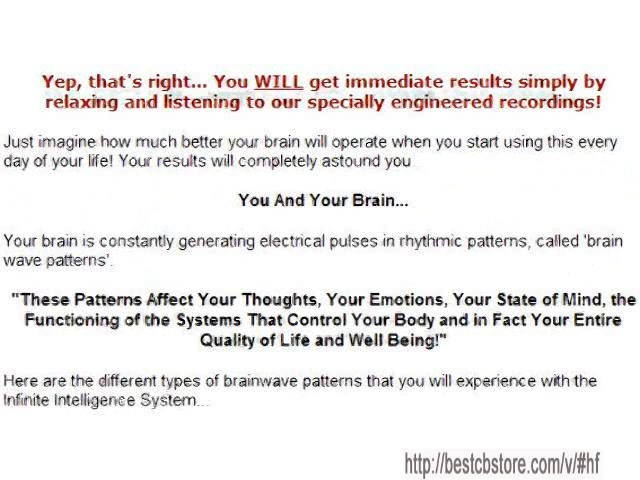 Yep, that's right... You WILL get immediate results simply by
relaxing and listening to our specially engineered recordings!
Just imagine how much better your brain will operate when you start using this every
day of your life! Your results will completely astound you
You And Your Brain...
Your brain is constantly generating electrical pulses in rhythmic patterns, called 'brain
wave patterns'.
"These Patterns Affect Your Thoughts, Your Emotions, Your State of Mind, the
Functioning of the Systems That Control Your Body and in Fact Your Entire
Quality of Life and Well Being!"
Here are the different types of brainwave patterns that you will experience with the
Infinite Intelligence System...
http://bestcbstore.com/v/#hf